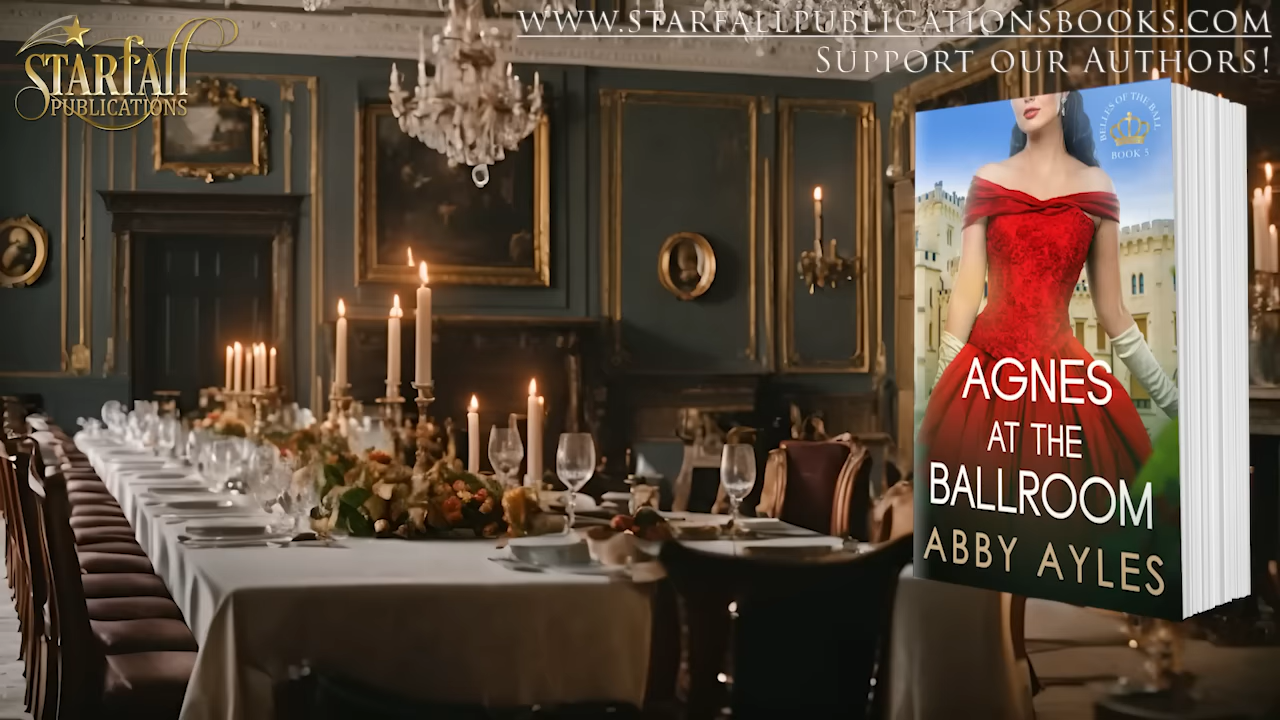 STARfall
PUBLICATIONS
WWW.STARFALLPUBLICATIONSBOOKS.COM
SUPPORT OUR AUTHORS!
BELLES OF THE BALL
BOOK 5
AGNES
AT THE
BALLROOM
ABBY AYLES